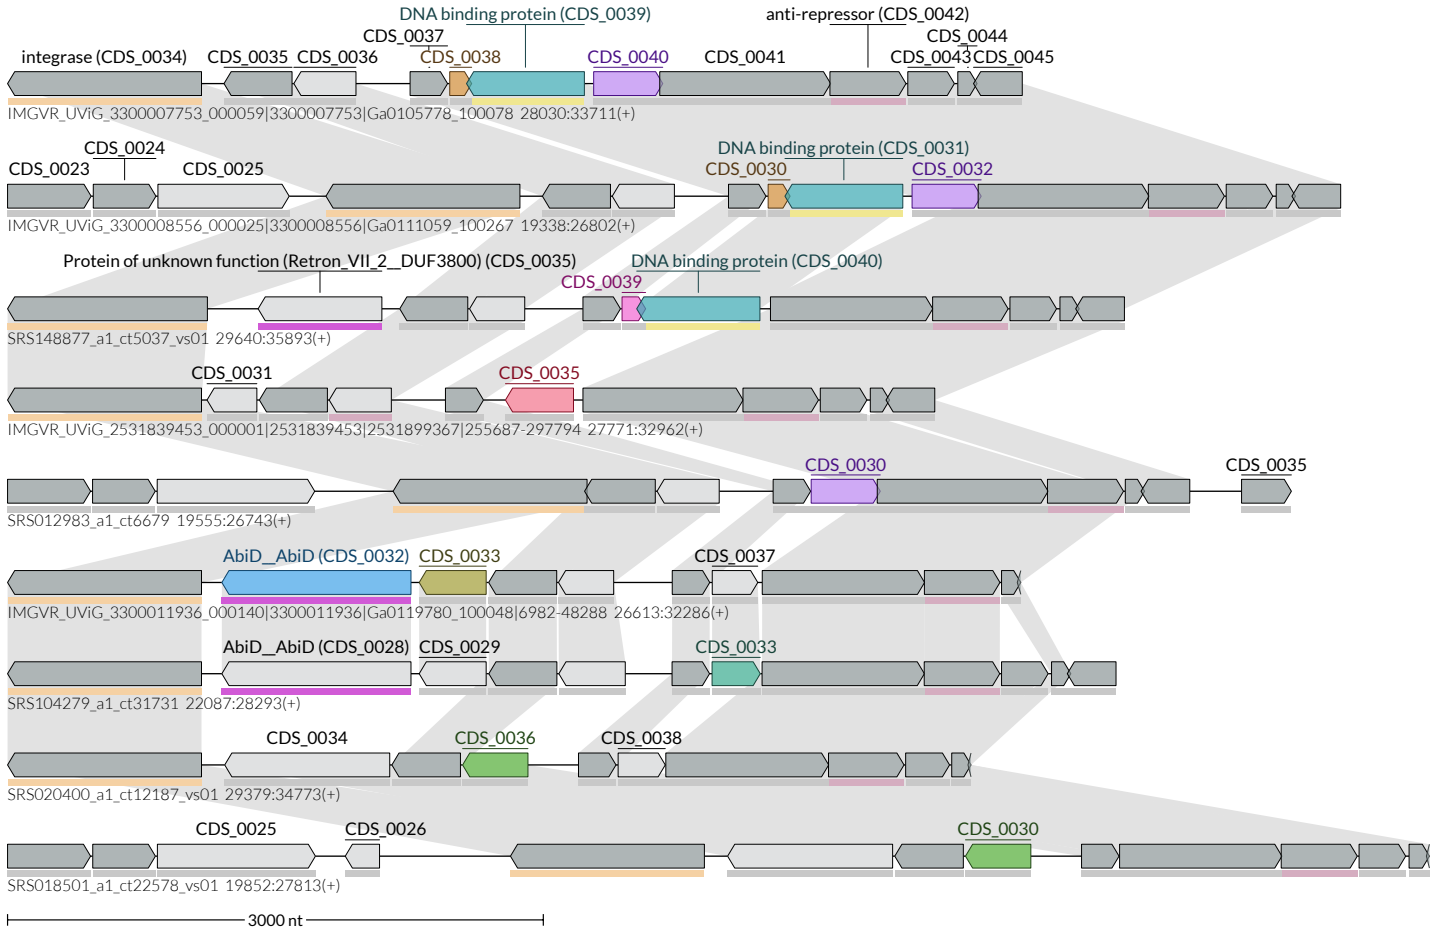 DNA binding protein (CDS_0039)
anti-repressor (CDS_0042)
CDS_0037
CDS_0044
integrase (CDS_0034)
CDS_0035
CDS_0036
CDS_0038
CDS_0040
CDS_0041
CDS_0043
CDS_0045
IMGVR_UViG_3300007753_000059|3300007753|Ga0105778_100078 28030:33711(+)
CDS_0024
DNA binding protein (CDS_0031)
CDS_0023
CDS_0025
CDS_0030
CDS_0032
IMGVR_UViG_3300008556_000025|3300008556|Ga0111059_100267 19338:26802(+)
Protein of unknown function (Retron_VII_2__DUF3800) (CDS_0035)
DNA binding protein (CDS_0040)
CDS_0039
SRS148877_a1_ct5037_vs01 29640:35893(+)
CDS_0031
CDS_0035
IMGVR_UViG_2531839453_000001|2531839453|2531899367|255687-297794 27771:32962(+)
CDS_0030
CDS_0035
SRS012983_a1_ct6679 19555:26743(+)
AbiD__AbiD (CDS_0032)
CDS_0033
CDS_0037
IMGVR_UViG_3300011936_000140|3300011936|Ga0119780_100048|6982-48288 26613:32286(+)
AbiD__AbiD (CDS_0028)
CDS_0029
CDS_0033
SRS104279_a1_ct31731 22087:28293(+)
CDS_0034
CDS_0036
CDS_0038
SRS020400_a1_ct12187_vs01 29379:34773(+)
CDS_0025
CDS_0026
CDS_0030
SRS018501_a1_ct22578_vs01 19852:27813(+)
3000 nt